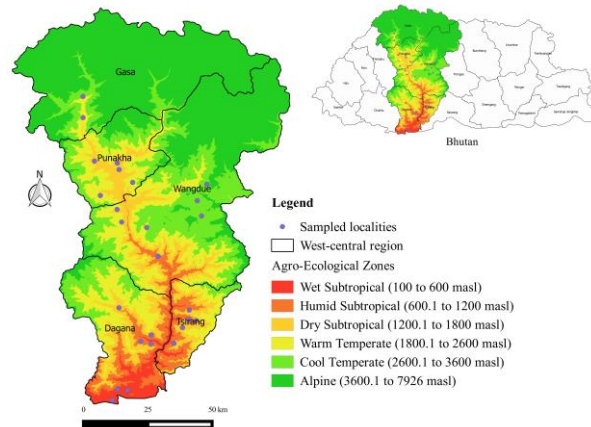 Gasa
Punakha
Wangdue
N
Dagana
Tsirang
0 25 50 km
Bhutan
Legend
Sampled localities
West-central region
Agro-Ecological Zones
Wet Subtropical (100 to 600 masl)
Humid Subtropical (600.1 to 1200 masl)
Dry Subtropical (1200.1 to 1800 masl)
Warm Temperate (1800.1 to 2600 masl)
Cool Temperate (2600.1 to 3600 masl)
Alpine (3600.1 to 7926 masl)